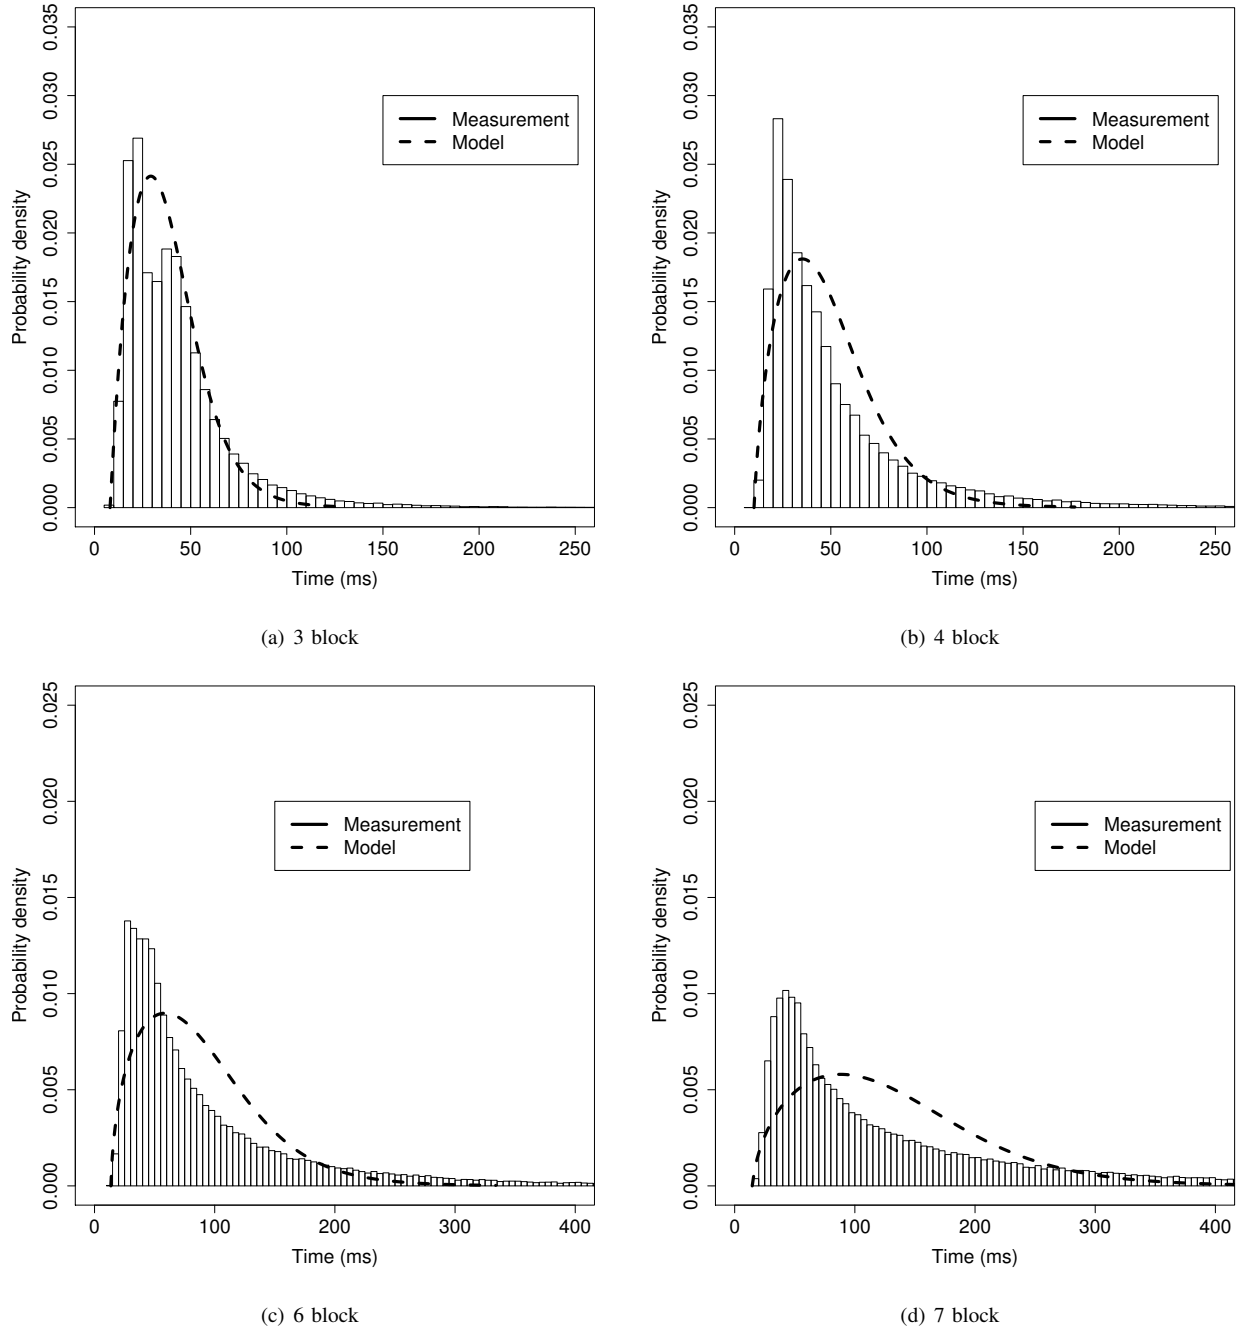 0.035
0.030
0.025
0.020
0.015
0.010
0.005
0.000
Probability density
Measurement
Model
0 50 100 150 200 250
Time (ms)
(a) 3 block
0.035
0.030
0.025
0.020
0.015
0.010
0.005
0.000
Probability density
Measurement
Model
0 50 100 150 200 250
Time (ms)
(b) 4 block
0.025
0.020
0.015
0.010
0.005
0.000
Probability density
Measurement
Model
0 100 200 300 400
Time (ms)
(c) 6 block
0.025
0.020
0.015
0.010
0.005
0.000
Probability density
Measurement
Model
0 100 200 300 400
Time (ms)
(d) 7 block